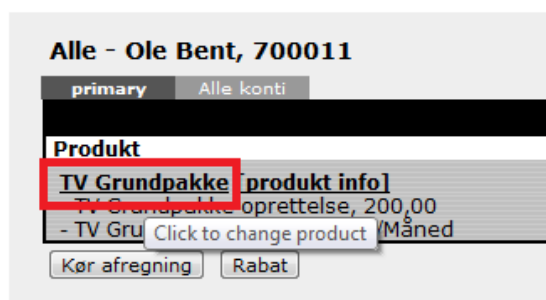 Alle - Ole Bent, 700011
primary Alle konti
Produkt
TV Grundpakke [produkt info]
- TV Grundpakke oprettelse, 200,00
- TV Gru /Måned
Click to change product
Kør afregning Rabat